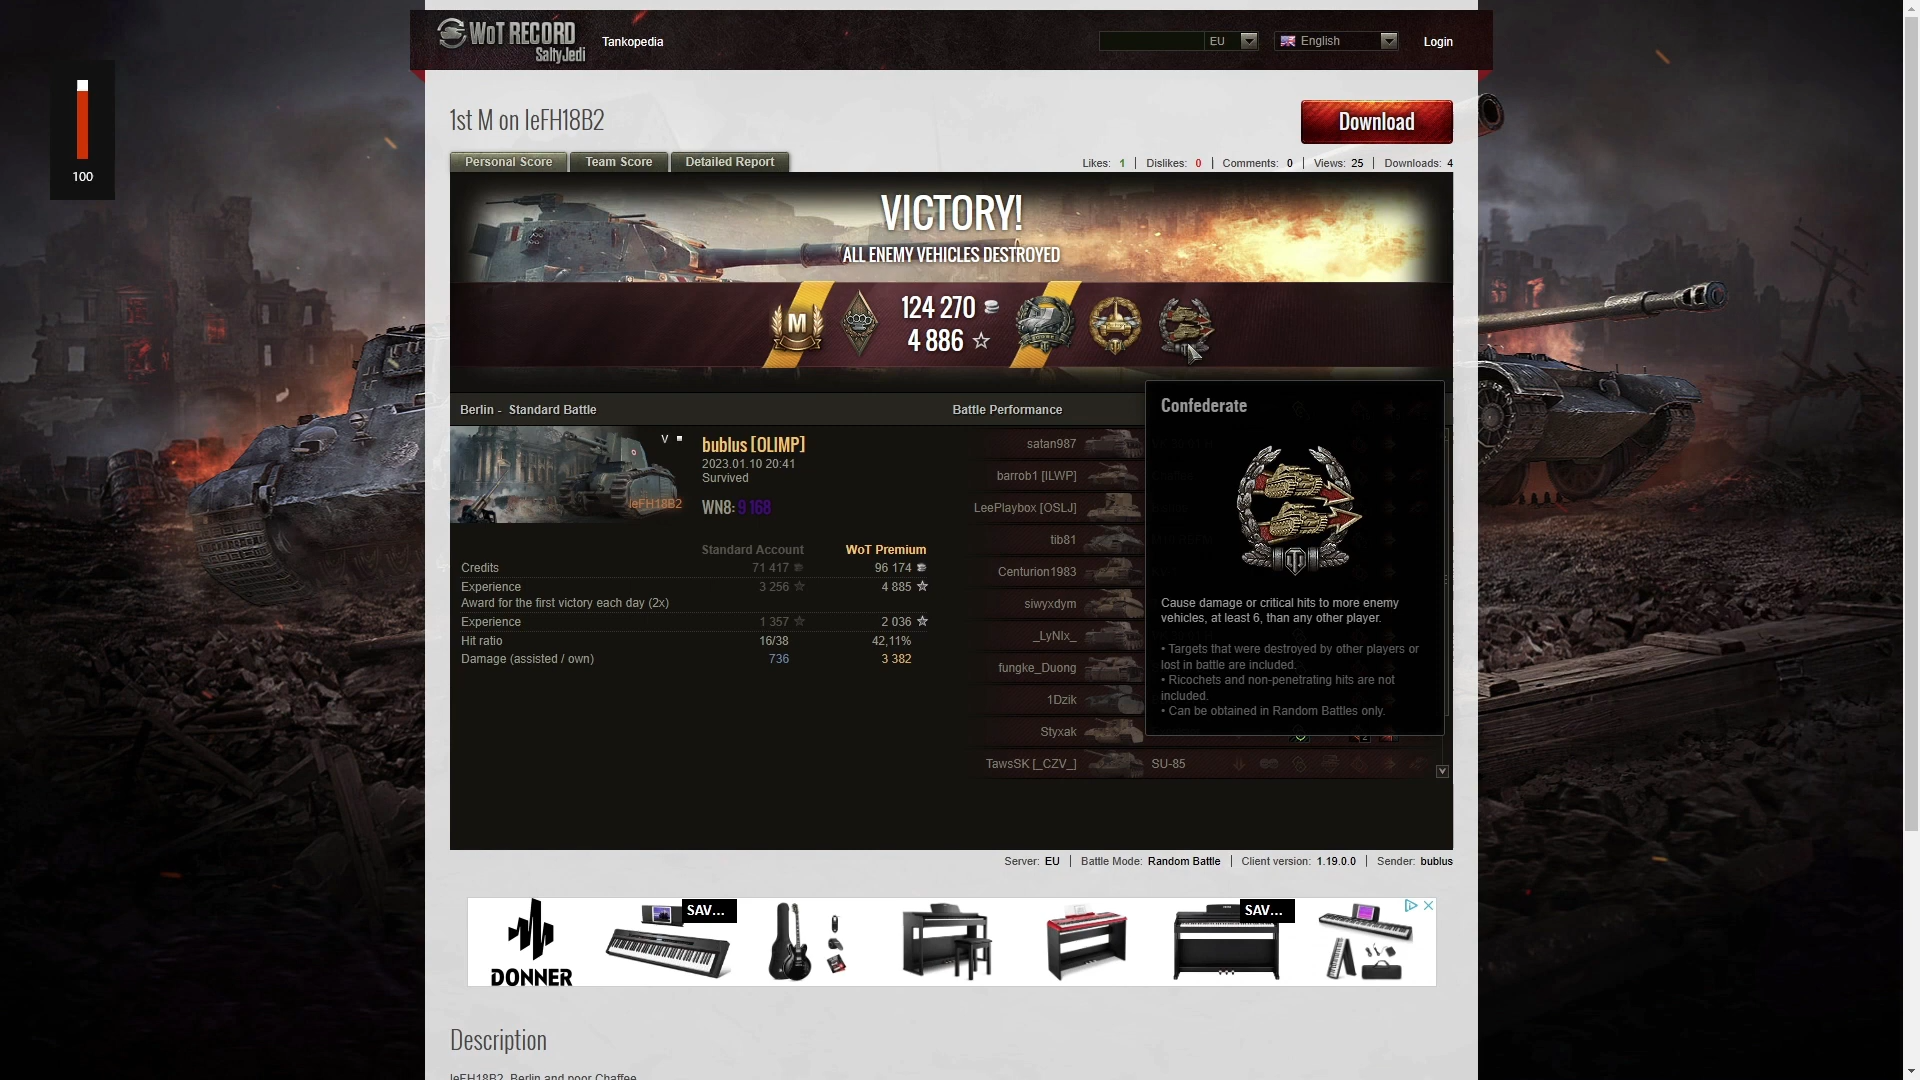 WoT RECORD
SaltyJedi
Tankopedia
EU
English
Login
100
1st M on leFH18B2
Download
Personal Score
Team Score
Detailed Report
Likes: 1 | Dislikes: 0 | Comments: 0 | Views: 25 | Downloads: 4
VICTORY!
ALL ENEMY VEHICLES DESTROYED
M
124 270
4 886
Berlin - Standard Battle
Battle Performance
V
leFH18B2
bublus [OLIMP]
2023.01.10 20:41
Survived
WN8: 9 168
Standard Account
WoT Premium
Credits 71 417 96 174
Experience 3 256 4 885
Award for the first victory each day (2x)
Experience 1 357 2 036
Hit ratio 16/38 42,11%
Damage (assisted / own) 736 3 382
satan987
barrob1 [ILWP]
LeePlaybox [OSLJ]
tib81
Centurion1983
siwyxdym
_LyNIx_
fungke_Duong
1Dzik
Styxak
TawsSK [_CZV_] SU-85
Confederate
Cause damage or critical hits to more enemy
vehicles, at least 6, than any other player.
• Targets that were destroyed by other players or
lost in battle are included.
• Ricochets and non-penetrating hits are not
included.
• Can be obtained in Random Battles only.
Server: EU | Battle Mode: Random Battle | Client version: 1.19.0.0 | Sender: bublus
DONNER
SAV...
SAV...
Description
leFH18B2, Berlin and poor Chaffee